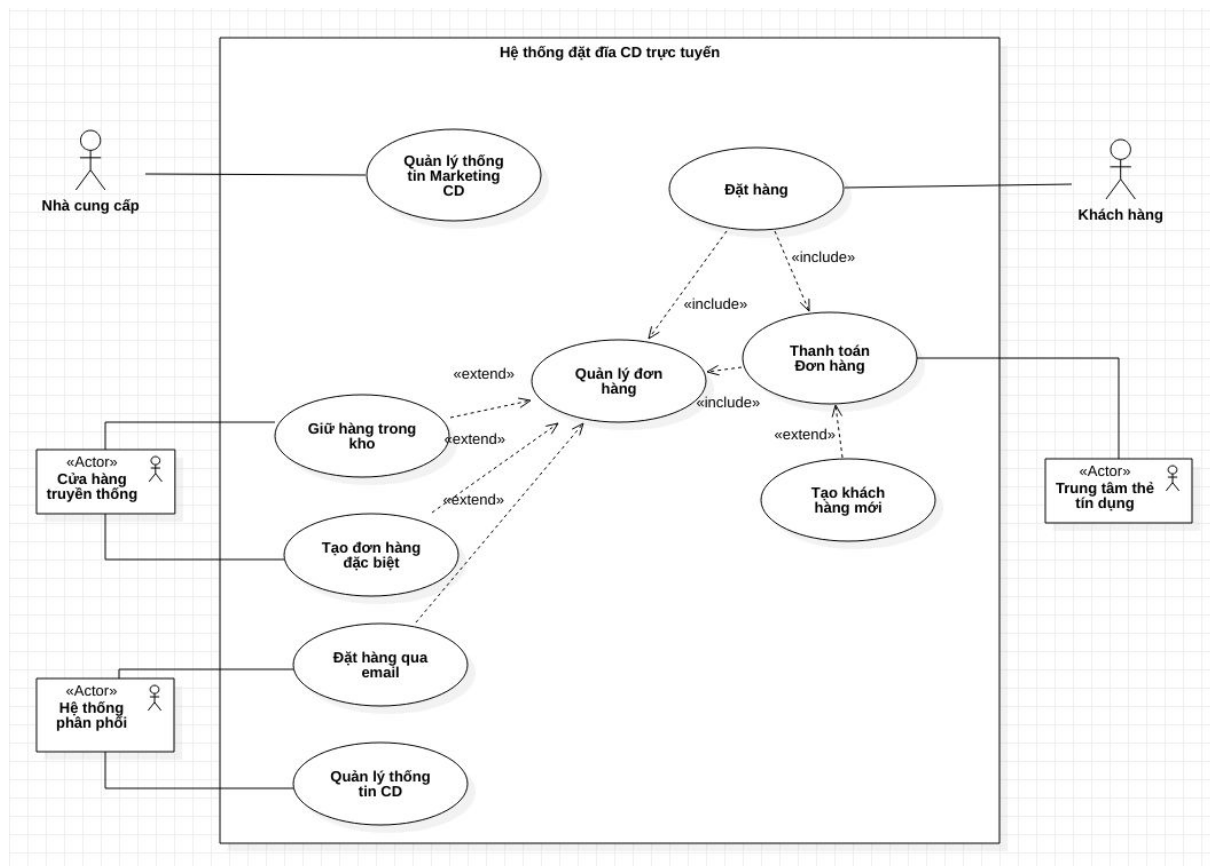 Hệ thống đặt đĩa CD trực tuyến
Quản lý thống
tin Marketing
CD
Đặt hàng
Nhà cung cấp
Khách hàng
«include»
«include»
Quản lý đơn
hàng
Thanh toán
Đơn hàng
«extend»
«include»
Giữ hàng trong
kho
«extend»
«extend»
«Actor»
Cửa hàng
truyền thống
«Actor»
Trung tâm thẻ
tín dụng
«extend»
Tạo khách
hàng mới
Tạo đơn hàng
đặc biệt
Đặt hàng qua
email
«Actor»
Hệ thống
phân phối
Quản lý thống
tin CD